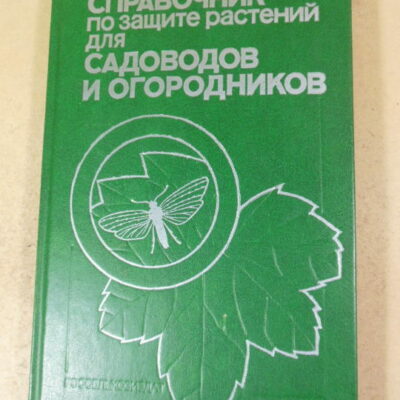 СПРАВОЧНИК
по защите растений
для
САДОВОДОВ
И ОГОРОДНИКОВ